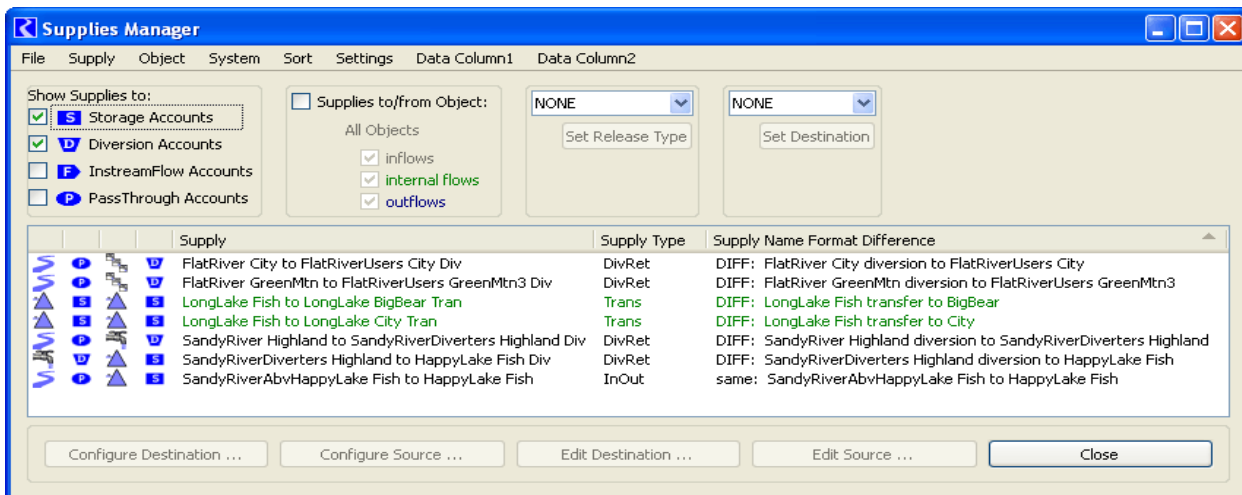 Supplies Manager
File Supply Object System Sort Settings Data Column1 Data Column2
Show Supplies to:
S Storage Accounts
D Diversion Accounts
F InstreamFlow Accounts
P PassThrough Accounts
Supplies to/from Object:
All Objects
inflows
internal flows
outflows
NONE
Set Release Type
NONE
Set Destination
Supply Supply Type Supply Name Format Difference
P D FlatRiver City to FlatRiverUsers City Div DivRet DIFF: FlatRiver City diversion to FlatRiverUsers City
P D FlatRiver GreenMtn to FlatRiverUsers GreenMtn3 Div DivRet DIFF: FlatRiver GreenMtn diversion to FlatRiverUsers GreenMtn3
S S LongLake Fish to LongLake BigBear Tran Trans DIFF: LongLake Fish transfer to BigBear
S S LongLake Fish to LongLake City Tran Trans DIFF: LongLake Fish transfer to City
P D SandyRiver Highland to SandyRiverDiverters Highland Div DivRet DIFF: SandyRiver Highland diversion to SandyRiverDiverters Highland
D S SandyRiverDiverters Highland to HappyLake Fish Div DivRet DIFF: SandyRiverDiverters Highland diversion to HappyLake Fish
P S SandyRiverAbvHappyLake Fish to HappyLake Fish InOut same: SandyRiverAbvHappyLake Fish to HappyLake Fish
Configure Destination ... Configure Source ... Edit Destination ... Edit Source ... Close